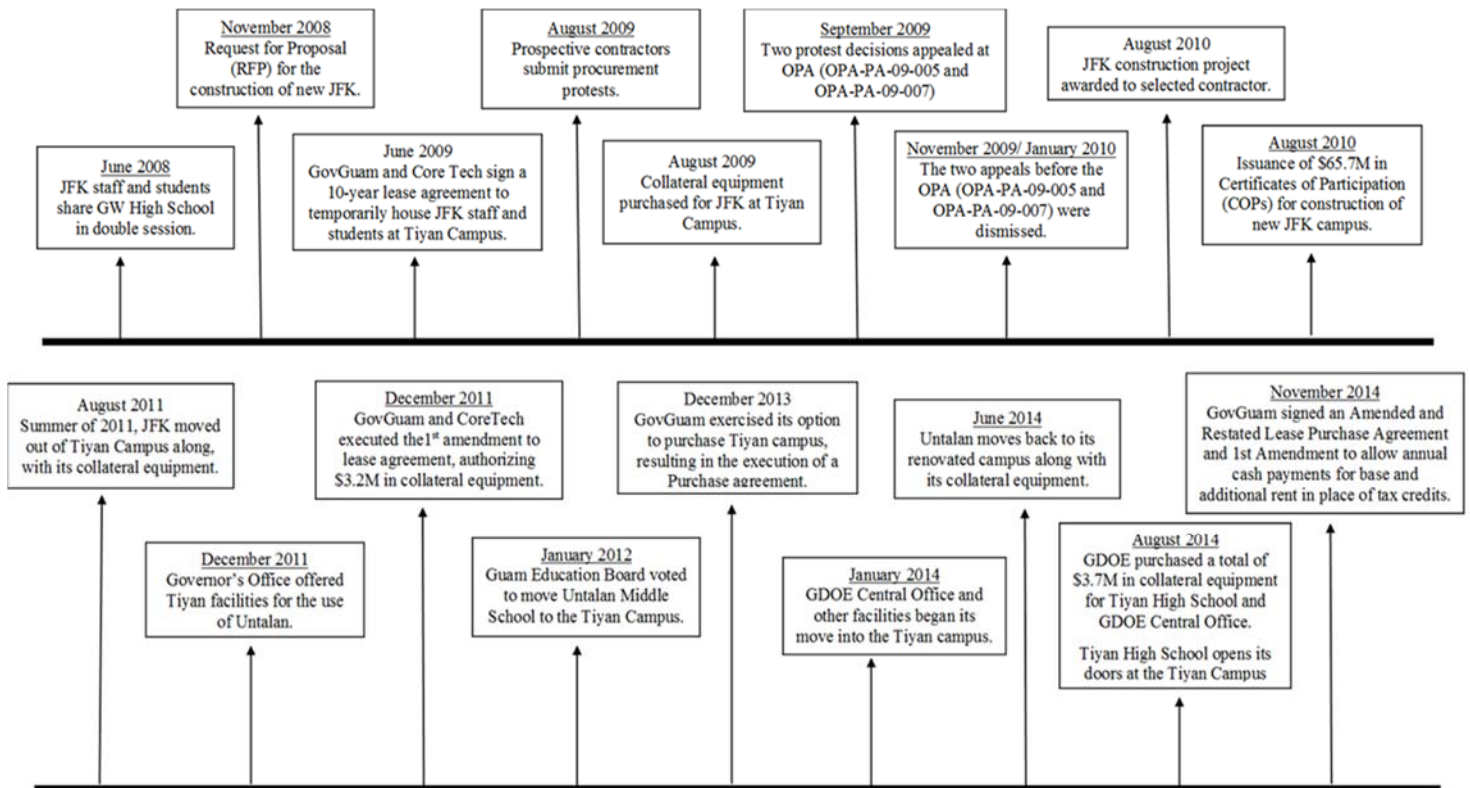 November 2008
Request for Proposal
(RFP) for the
construction of new JFK.
August 2009
Prospective contractors
submit procurement
protests.
September 2009
Two protest decisions appealed at
OPA (OPA-PA-09-005 and
OPA-PA-09-007)
August 2010
JFK construction project
awarded to selected contractor.
June 2008
JFK staff and students
share GW High School
in double session.
June 2009
GovGuam and Core Tech sign a
10-year lease agreement to
temporarily house JFK staff and
students at Tiyan Campus.
August 2009
Collateral equipment
purchased for JFK at Tiyan
Campus.
November 2009/ January 2010
The two appeals before the
OPA (OPA-PA-09-005 and
OPA-PA-09-007) were
dismissed.
August 2010
Issuance of $65.7M in
Certificates of Participation
(COPs) for construction of
new JFK campus.
August 2011
Summer of 2011, JFK moved
out of Tiyan Campus along,
with its collateral equipment.
December 2011
GovGuam and CoreTech
executed the1st amendment to
lease agreement, authorizing
$3.2M in collateral equipment.
December 2013
GovGuam exercised its option
to purchase Tiyan campus,
resulting in the execution of a
Purchase agreement.
June 2014
Untalan moves back to its
renovated campus along with
its collateral equipment.
November 2014
GovGuam signed an Amended and
Restated Lease Purchase Agreement
and 1st Amendment to allow annual
cash payments for base and
additional rent in place of tax credits.
December 2011
Governor's Office offered
Tiyan facilities for the use
of Untalan.
January 2012
Guam Education Board voted
to move Untalan Middle
School to the Tiyan Campus.
January 2014
GDOE Central Office and
other facilities began its
move into the Tiyan campus.
August 2014
GDOE purchased a total of
$3.7M in collateral equipment
for Tiyan High School and
GDOE Central Office.
Tiyan High School opens its
doors at the Tiyan Campus